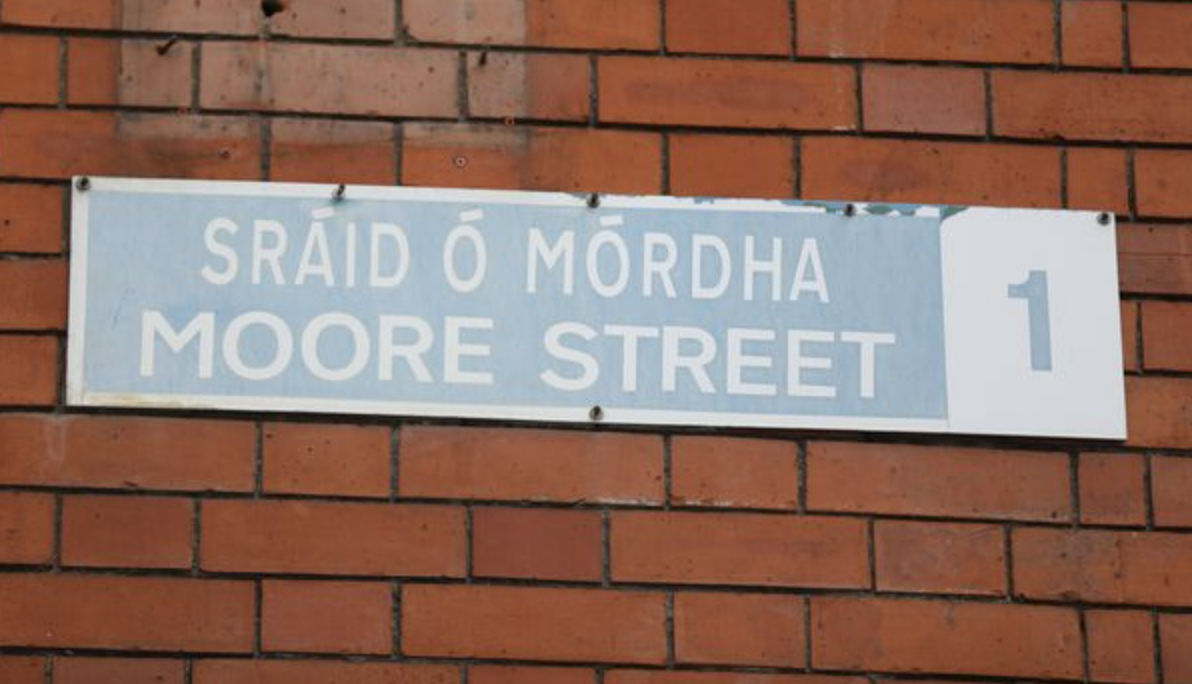 SRÁID Ó MÓRDHA
MOORE STREET
1